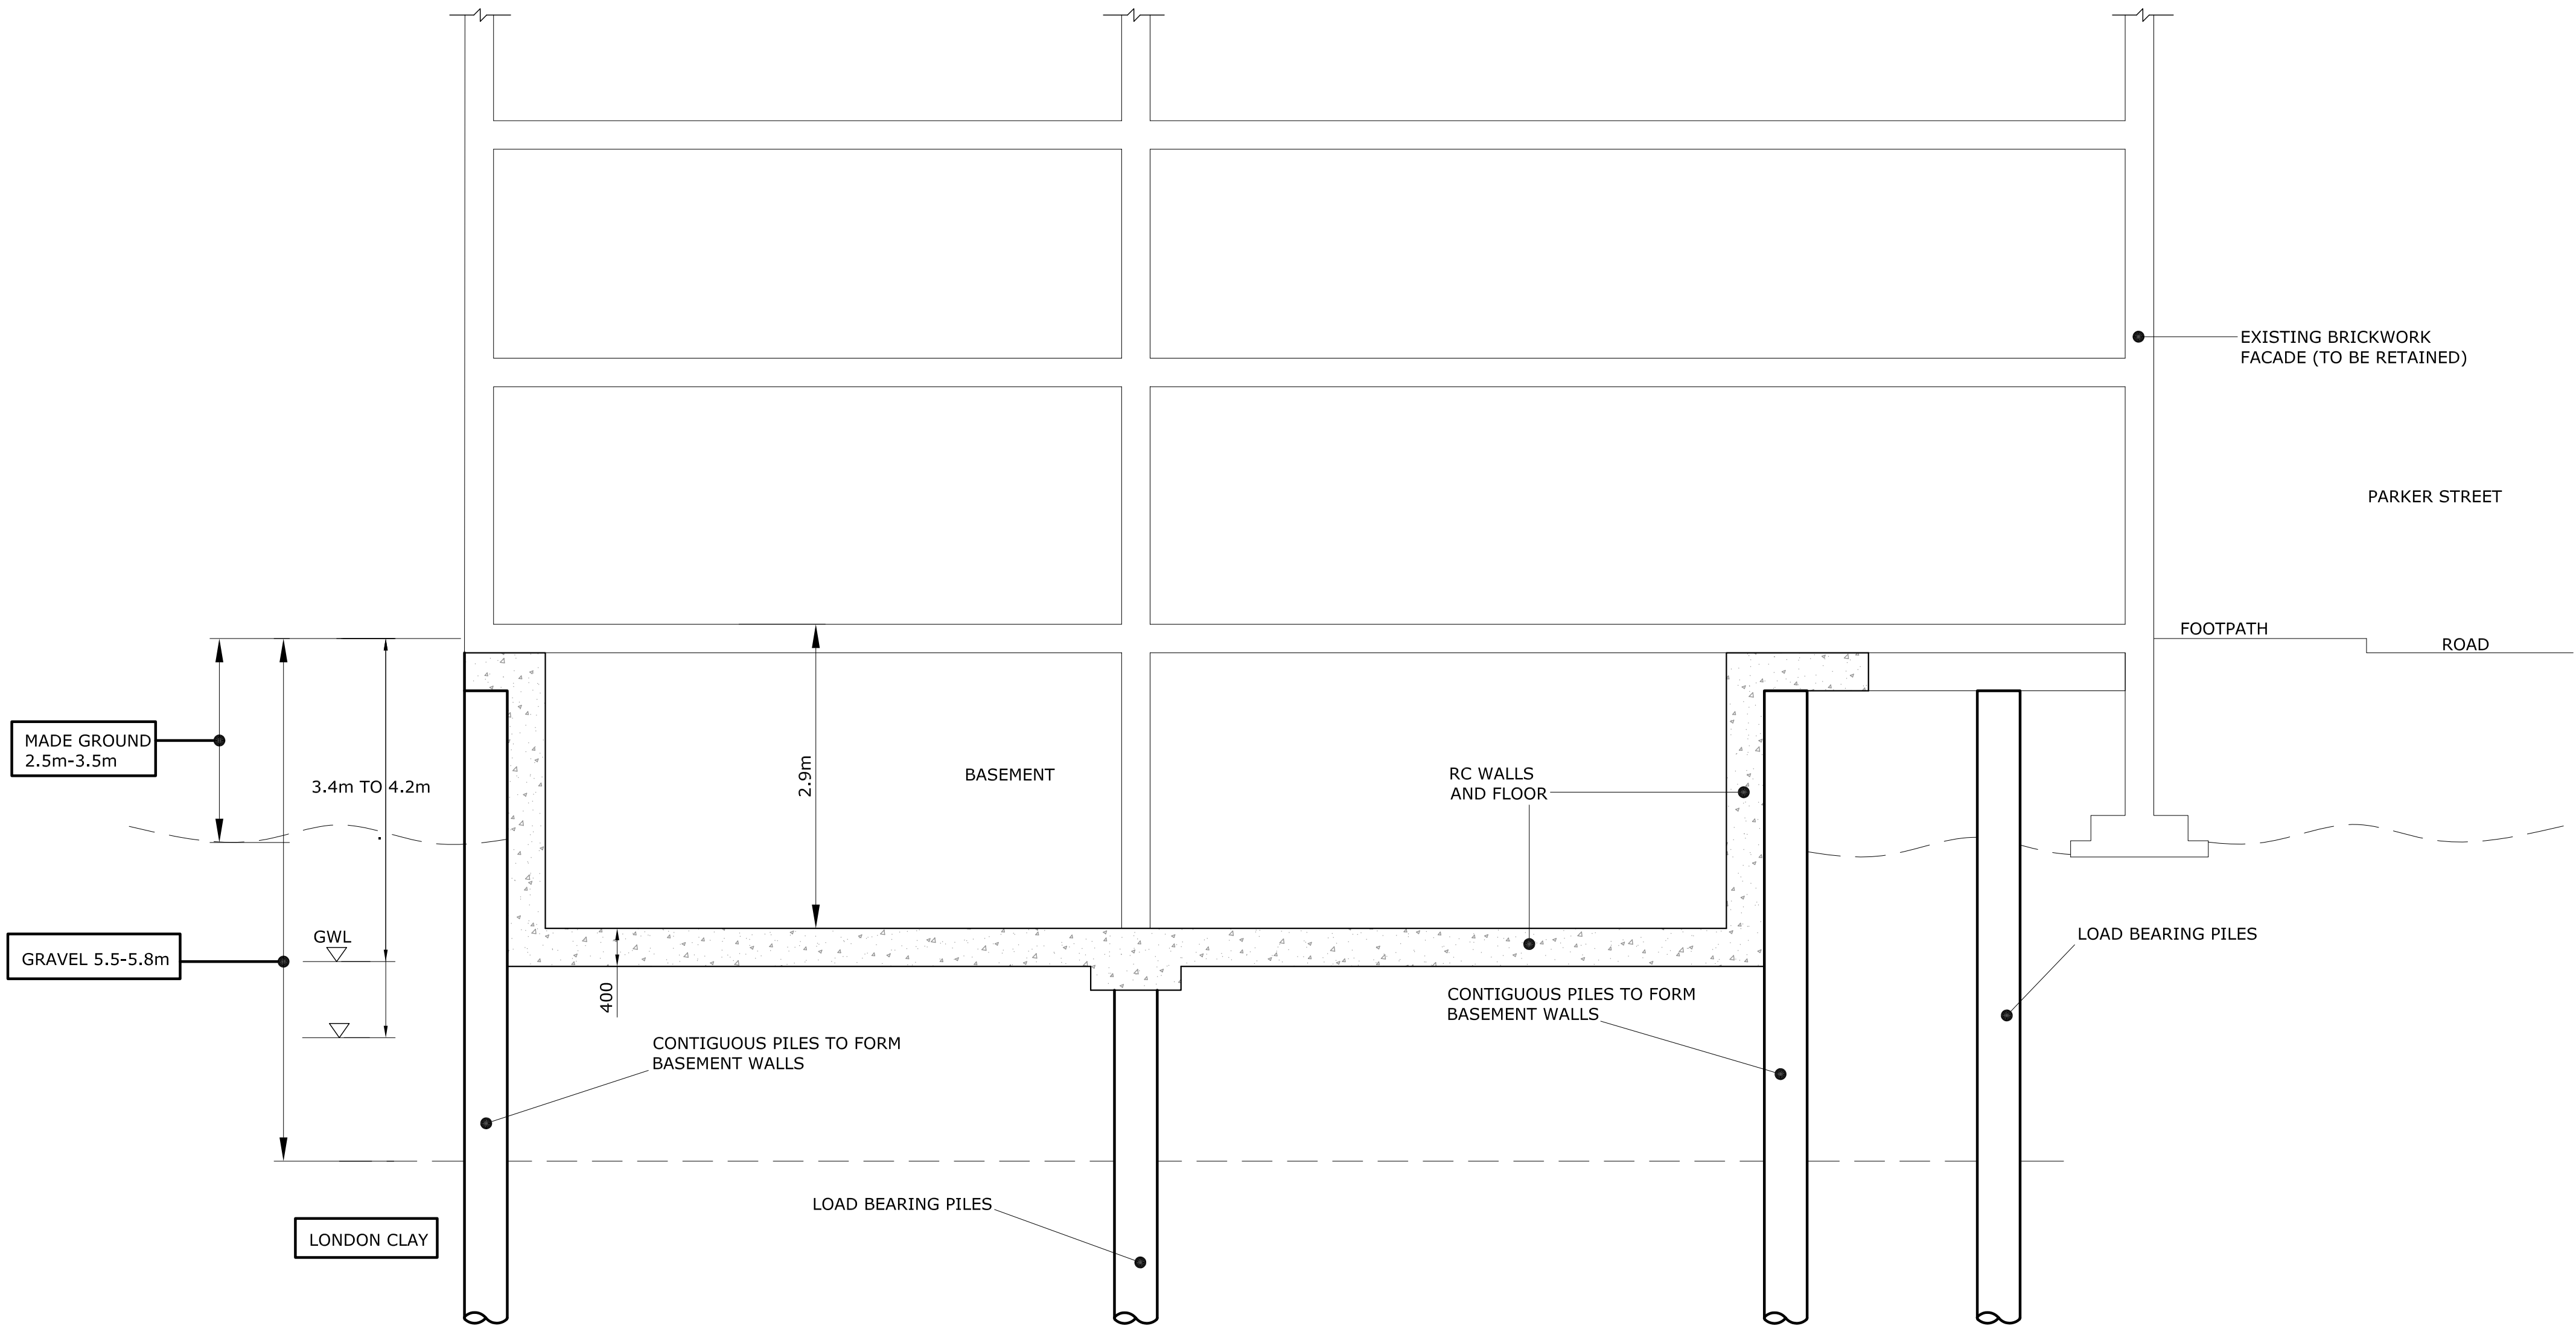 EXISTING BRICKWORK
FACADE (TO BE RETAINED)
PARKER STREET
FOOTPATH
ROAD
MADE GROUND
2.5m-3.5m
3.4m TO 4.2m
2.9m
BASEMENT
RC WALLS
AND FLOOR
GWL
GRAVEL 5.5-5.8m
LOAD BEARING PILES
400
CONTIGUOUS PILES TO FORM
BASEMENT WALLS
CONTIGUOUS PILES TO FORM
BASEMENT WALLS
LOAD BEARING PILES
LONDON CLAY